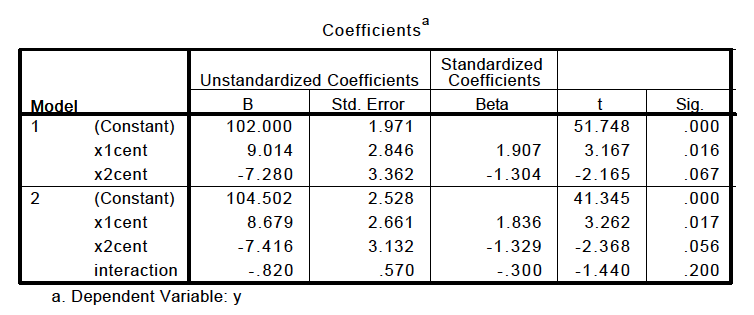 Coefficients a
Unstandardized Coefficients Standardized Coefficients
Model B Std. Error Beta t Sig.
1 (Constant) 102.000 1.971 51.748 .000
x1cent 9.014 2.846 1.907 3.167 .016
x2cent -7.280 3.362 -1.304 -2.165 .067
2 (Constant) 104.502 2.528 41.345 .000
x1cent 8.679 2.661 1.836 3.262 .017
x2cent -7.416 3.132 -1.329 -2.368 .056
interaction -.820 .570 -.300 -1.440 .200
a. Dependent Variable: y